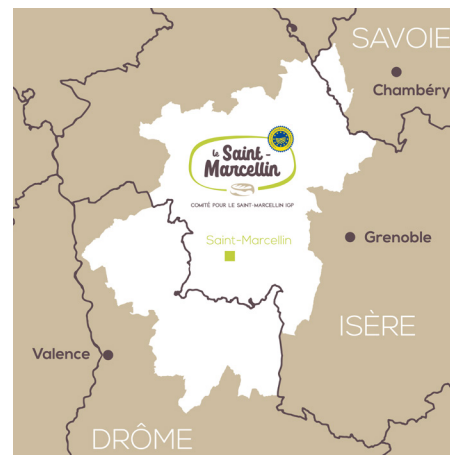 SAVOIE
Chambéry
le Saint-
Marcellin
COMITÉ POUR LE SAINT-MARCELLIN IGP
Saint-Marcellin
Grenoble
ISÈRE
Valence
DRÔME